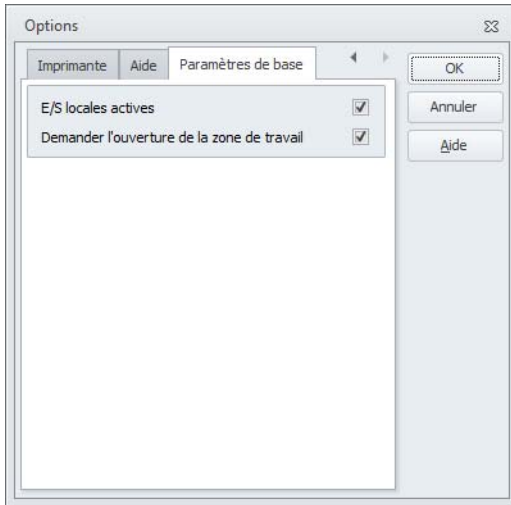 Options
Imprimante Aide Paramètres de base
OK
E/S locales actives
Annuler
Demander l'ouverture de la zone de travail
Aide